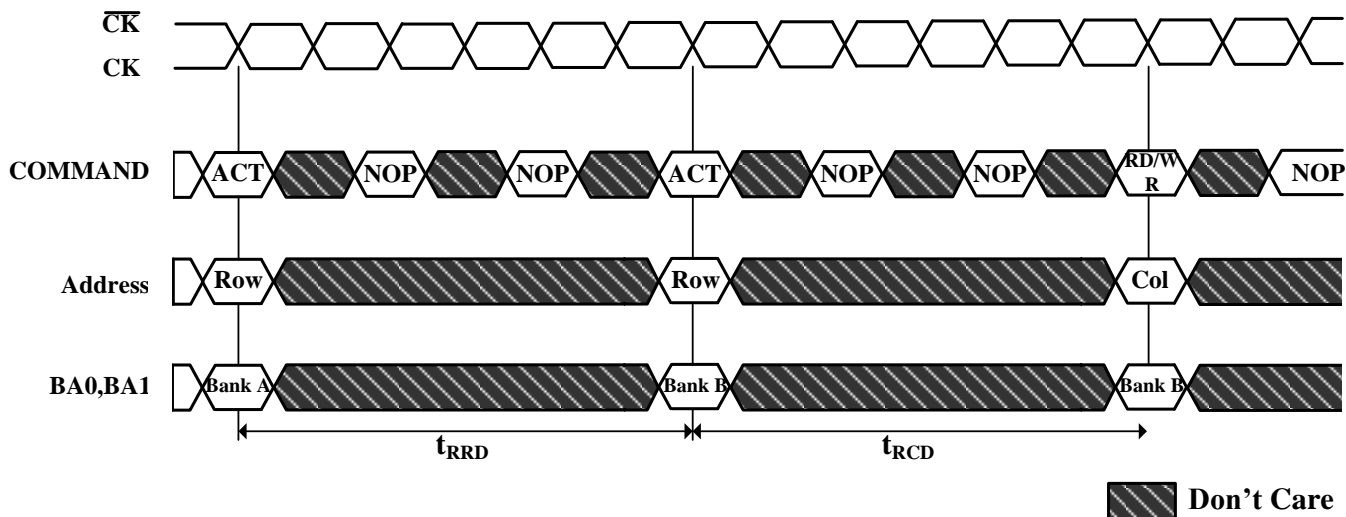 CK
CK
COMMAND ACT NOP NOP ACT NOP NOP RD/W
R NOP
Address Row Row Col
BA0,BA1 Bank A Bank B Bank B
tRRD tRCD
Don't Care